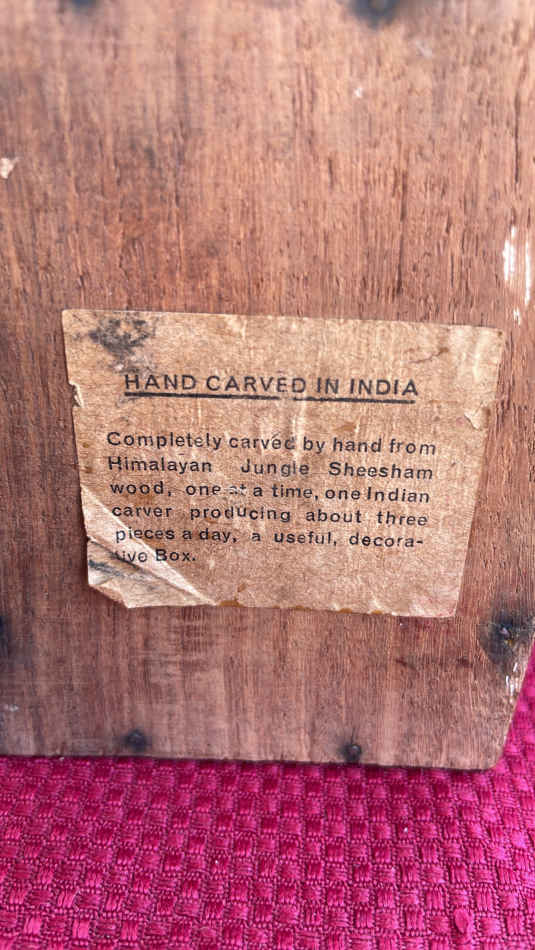 HAND CARVED IN INDIA
Completely carved by hand from
Himalayan Jungle Sheesham
wood, one at a time, one Indian
carver producing about three
pieces a day, a useful, decora-
tive Box.